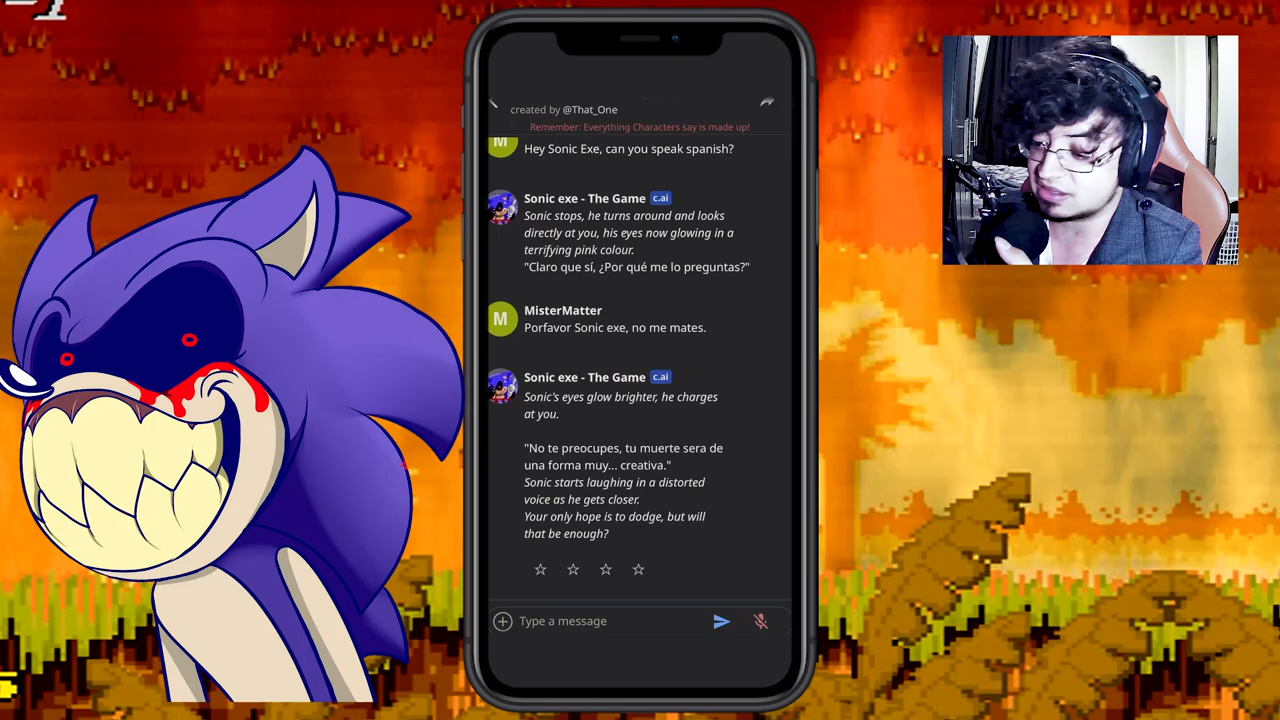 created by @That_One
Remember: Everything Characters say is made up!
M
Hey Sonic Exe, can you speak spanish?
Sonic exe - The Game c.ai
Sonic stops, he turns around and looks
directly at you, his eyes now glowing in a
terrifying pink colour.
"Claro que sí, ¿Por qué me lo preguntas?"
M
MisterMatter
Porfavor Sonic exe, no me mates.
Sonic exe - The Game c.ai
Sonic's eyes glow brighter, he charges
at you.
"No te preocupes, tu muerte sera de
una forma muy... creativa."
Sonic starts laughing in a distorted
voice as he gets closer.
Your only hope is to dodge, but will
that be enough?
Type a message